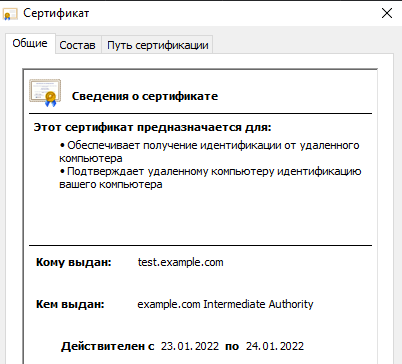 Сертификат
Общие Состав Путь сертификации
Сведения о сертификате
Этот сертификат предназначается для:
• Обеспечивает получение идентификации от удаленного
компьютера
• Подтверждает удаленному компьютеру идентификацию
вашего компьютера
Кому выдан: test.example.com
Кем выдан: example.com Intermediate Authority
Действителен с 23.01.2022 по 24.01.2022